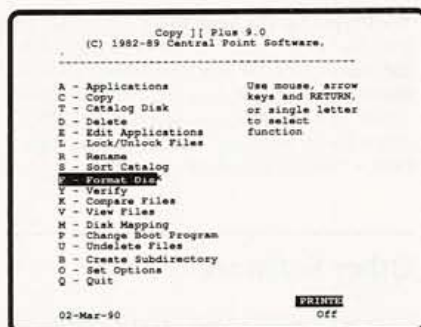 Copy ][ Plus 9.0
(C) 1982-89 Central Point Software.
A - Applications
C - Copy
T - Catalog Disk
D - Delete
E - Edit Applications
L - Lock/Unlock Files
R - Rename
S - Sort Catalog
F - Format Disk
Y - Verify
K - Compare Files
V - View Files
M - Disk Mapping
P - Change Boot Program
U - Undelete Files
B - Create Subdirectory
O - Set Options
Q - Quit
Use mouse, arrow
keys and RETURN,
or single letter
to select
function
PRINTE
Off
02-Mar-90